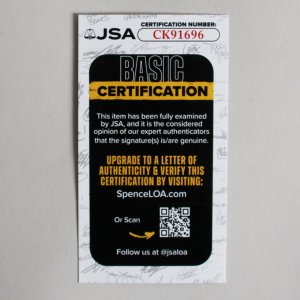 JSA
CERTIFICATION NUMBER:
CK91696
BASIC
CERTIFICATION
This item has been fully examined
by JSA, and it is the considered
opinion of our expert authenticators
that the signature(s) is/are genuine.
UPGRADE TO A LETTER OF
AUTHENTICITY & VERIFY THIS
CERTIFICATION BY VISITING:
SpenceLOA.com
Or Scan
Follow us at @jsaloa